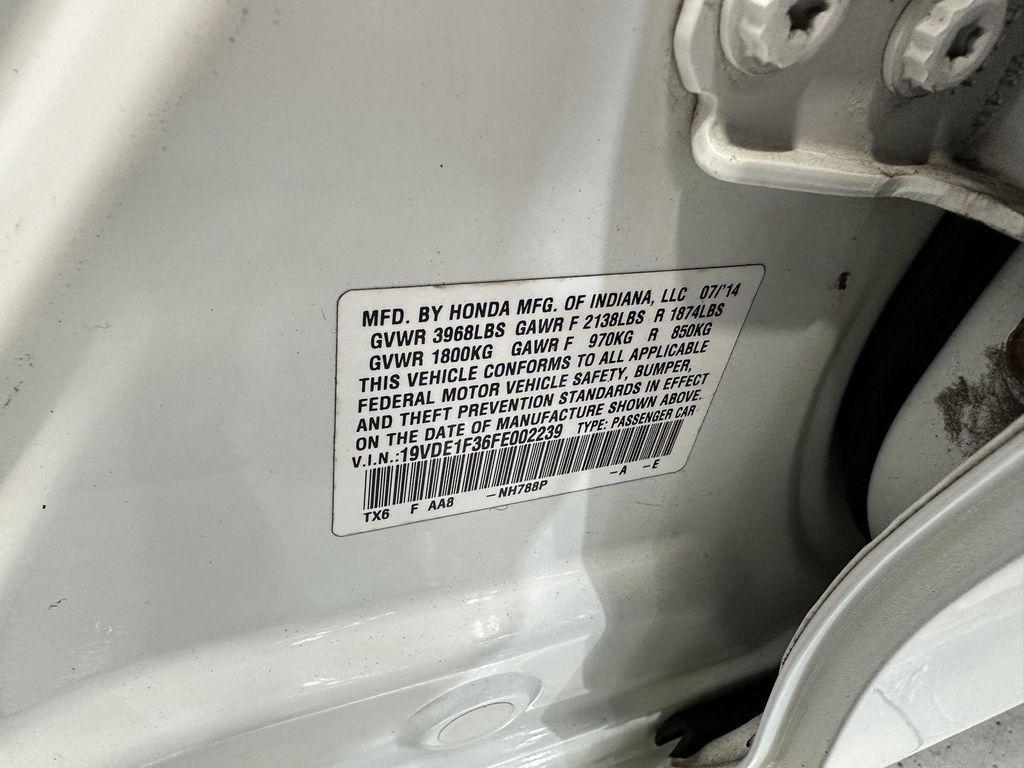 MFD. BY HONDA MFG. OF INDIANA, LLC 07/'14
GVWR 3968LBS GAWR F 2138LBS R 1874LBS
GVWR 1800KG GAWR F 970KG R 850KG
THIS VEHICLE CONFORMS TO ALL APPLICABLE
FEDERAL MOTOR VEHICLE SAFETY, BUMPER,
AND THEFT PREVENTION STANDARDS IN EFFECT
ON THE DATE OF MANUFACTURE SHOWN ABOVE.
V.I.N.:19VDE1F36FE002239 TYPE: PASSENGER CAR
TX6 F AA8 -NH788P -A -E